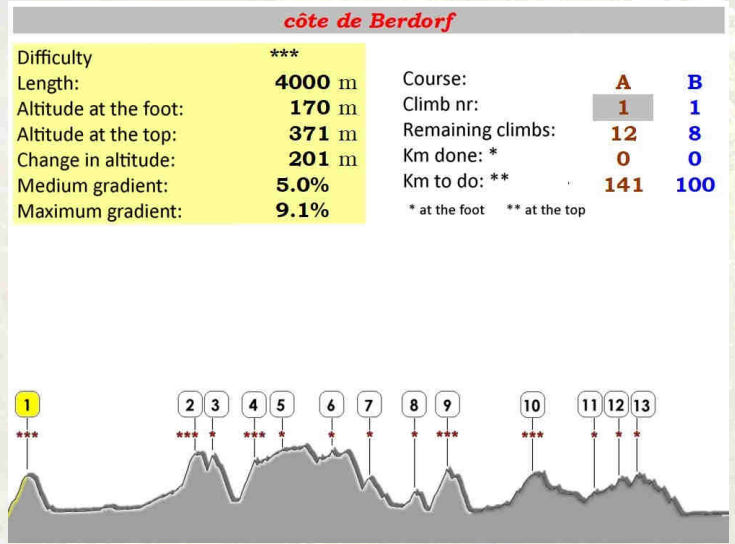 côte de Berdorf
Difficulty ***
Length: 4000 m
Altitude at the foot: 170 m
Altitude at the top: 371 m
Change in altitude: 201 m
Medium gradient: 5.0%
Maximum gradient: 9.1%
Course: A B
Climb nr: 1 1
Remaining climbs: 12 8
Km done: * 0 0
Km to do: ** 141 100
* at the foot ** at the top
1 2 3 4 5 6 7 8 9 10 11 12 13
*** *** * *** * * * * *** *** * * *